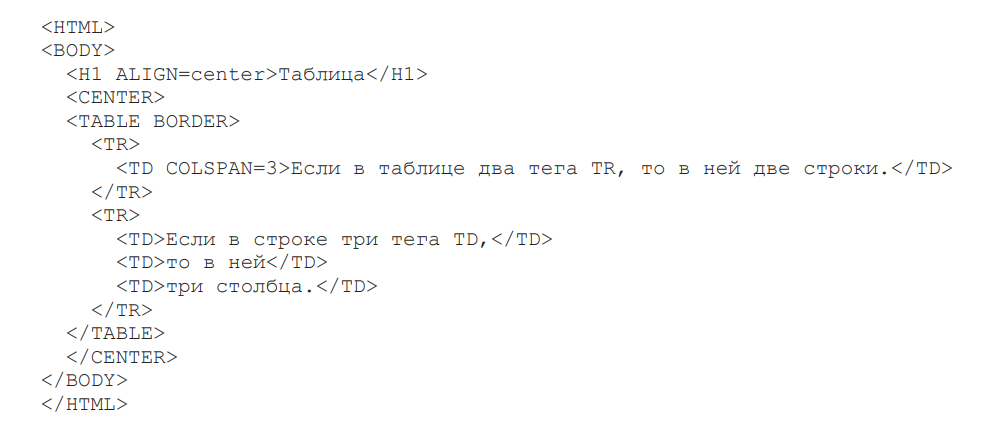 <HTML>
<BODY>
<H1 ALIGN=center>Таблица</H1>
<CENTER>
<TABLE BORDER>
<TR>
<TD COLSPAN=3>Если в таблице два тега TR, то в ней две строки.</TD>
</TR>
<TR>
<TD>Если в строке три тега TD,</TD>
<TD>то в ней</TD>
<TD>три столбца.</TD>
</TR>
</TABLE>
</CENTER>
</BODY>
</HTML>